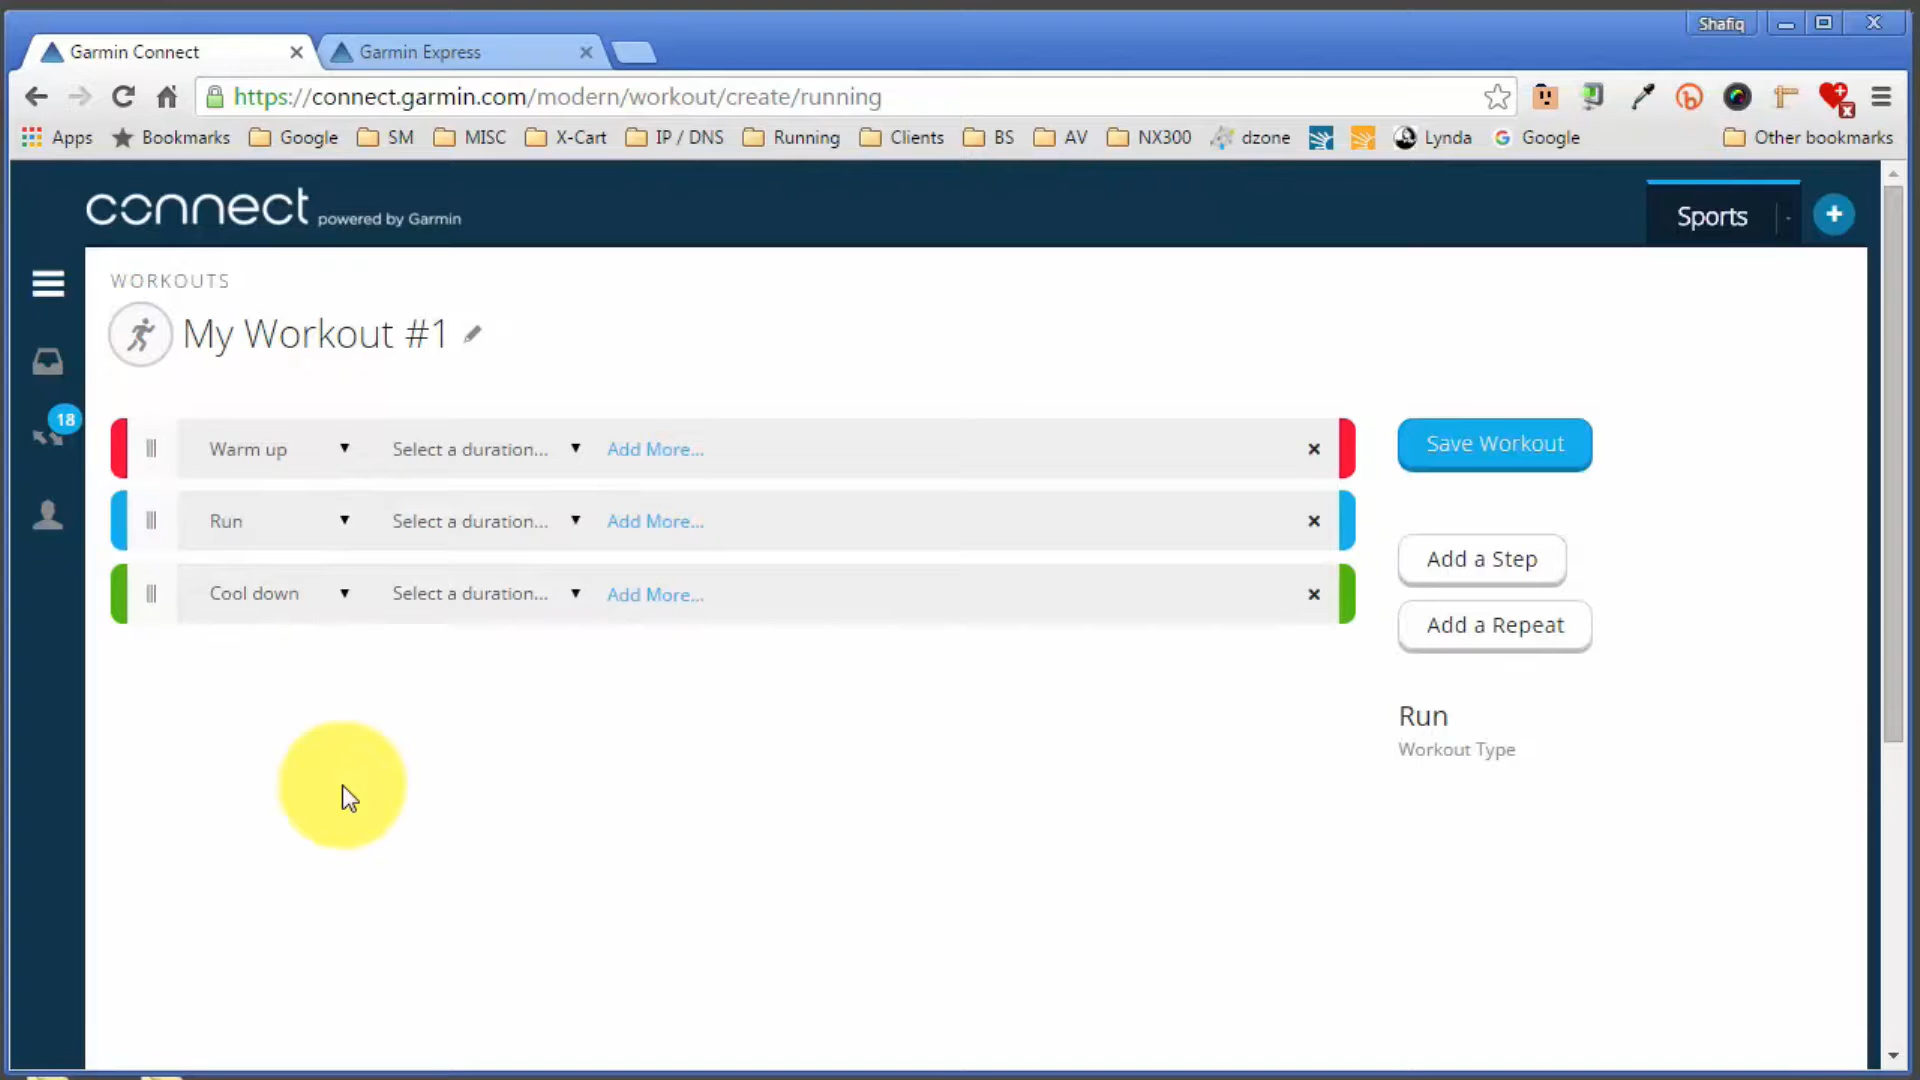 Shafiq
Garmin Connect
Garmin Express
https://connect.garmin.com/modern/workout/create/running
Apps Bookmarks Google SM MISC X-Cart IP / DNS Running Clients BS AV NX300 dzone Lynda Google Other bookmarks
connect powered by Garmin
Sports
WORKOUTS
My Workout #1
18
Warm up Select a duration... Add More...
Save Workout
Run Select a duration... Add More...
Add a Step
Cool down Select a duration... Add More...
Add a Repeat
Run
Workout Type